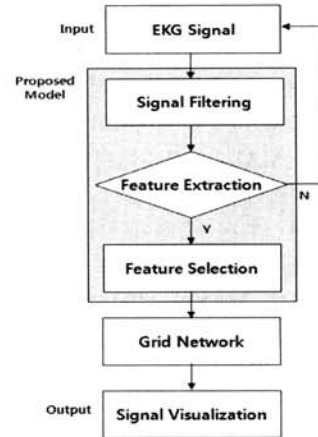 Input
EKG Signal
Proposed
Model
Signal Filtering
Feature Extraction
N
Y
Feature Selection
Grid Network
Output
Signal Visualization